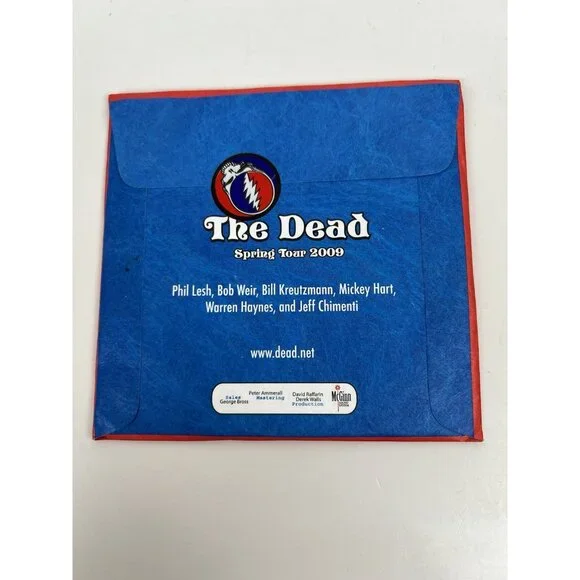 The Dead
Spring Tour 2009
Phil Lesh, Bob Weir, Bill Kreutzmann, Mickey Hart,
Warren Haynes, and Jeff Chimenti
www.dead.net
Sales
George Bross
Peter Ammerall
Mastering
David Raffarin
Derek Walls
Production
McGinn